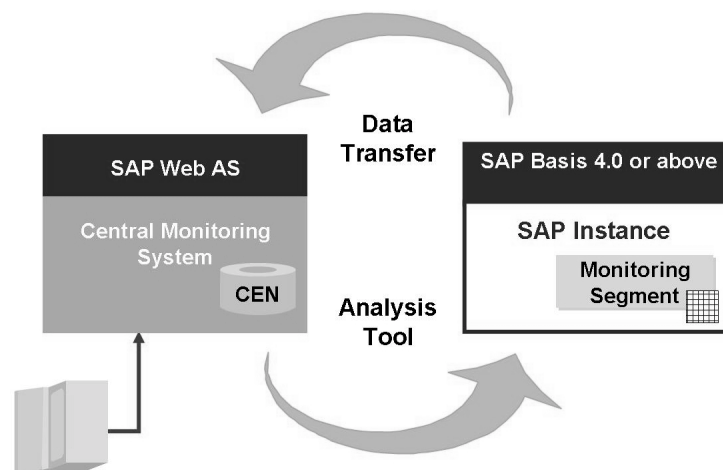 Data
Transfer
SAP Web AS
Central Monitoring
System
CEN
SAP Basis 4.0 or above
SAP Instance
Monitoring
Segment
Analysis
Tool